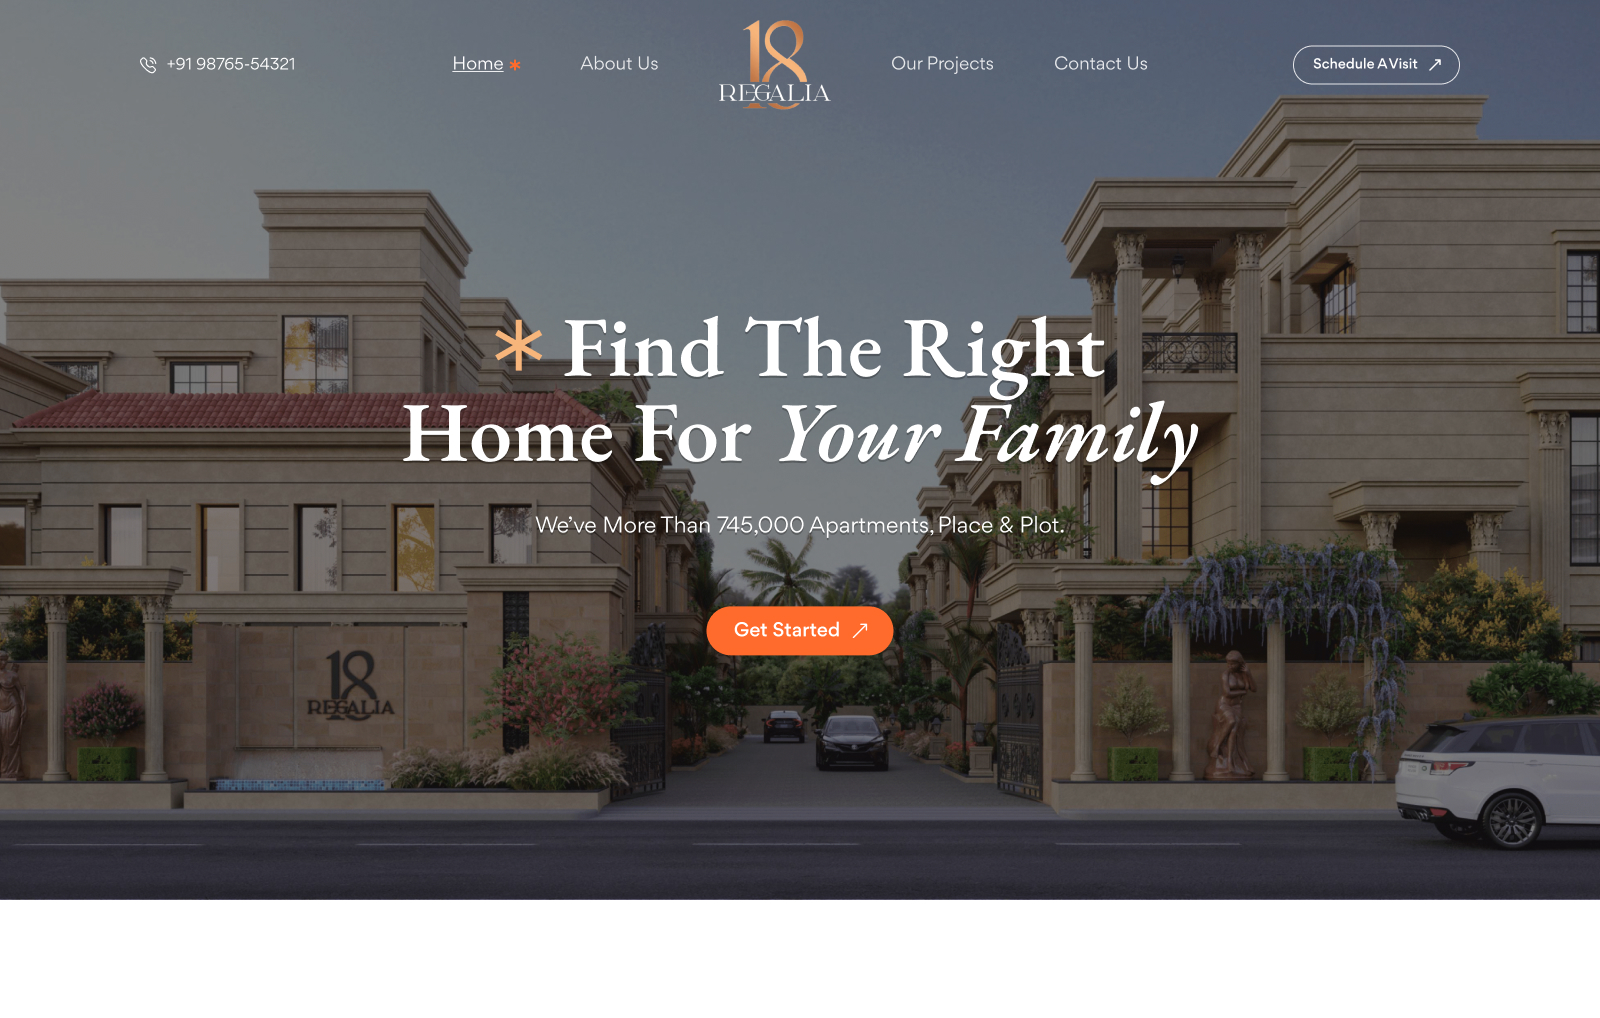 +91 98765-54321
Home
About Us
18
REGALIA
Our Projects
Contact Us
Schedule A Visit
Find The Right
Home For Your Family
We’ve More Than 745,000 Apartments, Place & Plot.
Get Started
18
REGALIA